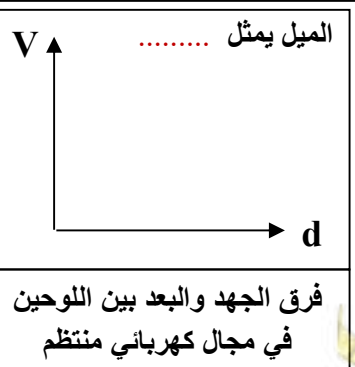 الميل يمثل .........
V
d
فرق الجهد والبعد بين اللوحين
في مجال كهربائي منتظم